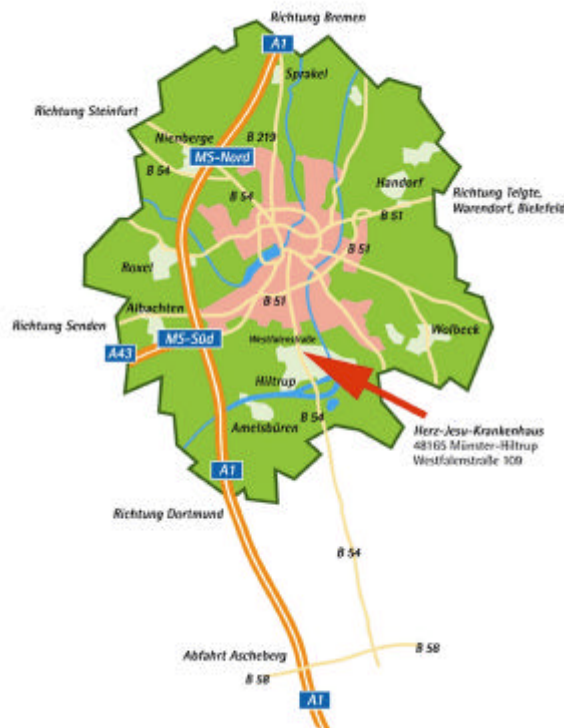 Richtung Bremen
A1
Sprakel
Richtung Steinfurt
Nienberge
B 219
MS-Nord
B 54
B 54
Handorf
Richtung Telgte,
Warendorf, Bielefeld
B 51
B 51
Roxel
Albachten
B 51
Richtung Senden
MS-Süd
Westfalenstraße
Wolbeck
A43
Hiltrup
Amelsbüren
B 54
Herz-Jesu-Krankenhaus
48165 Münster-Hiltrup
Westfalenstraße 109
A1
Richtung Dortmund
B 54
Abfahrt Ascheberg
B 58
B 58
A1